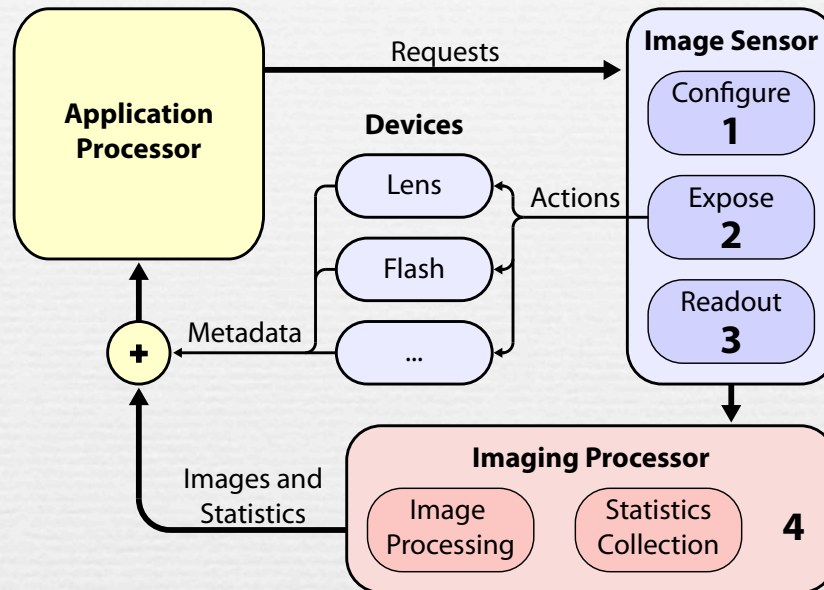 Requests
Image Sensor
Configure
1
Application
Processor
Devices
Lens
Actions
Expose
2
Flash
Readout
3
Metadata
...
+
Imaging Processor
Images and
Statistics
Image
Processing
Statistics
Collection
4